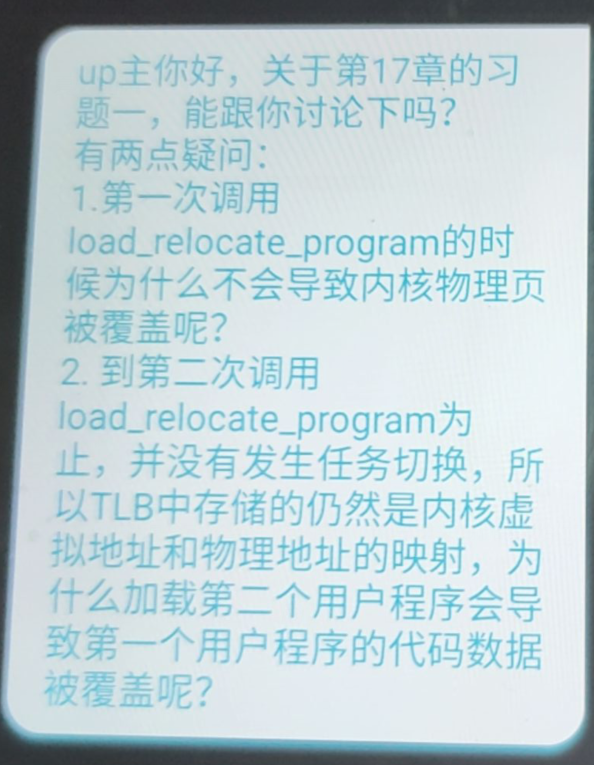 up主你好，关于第17章的习
题一，能跟你讨论下吗？
有两点疑问：
1.第一次调用
load_relocate_program的时
候为什么不会导致内核物理页
被覆盖呢？
2. 到第二次调用
load_relocate_program为
止，并没有发生任务切换，所
以TLB中存储的仍然是内核虚
拟地址和物理地址的映射，为
什么加载第二个用户程序会导
致第一个用户程序的代码数据
被覆盖呢？